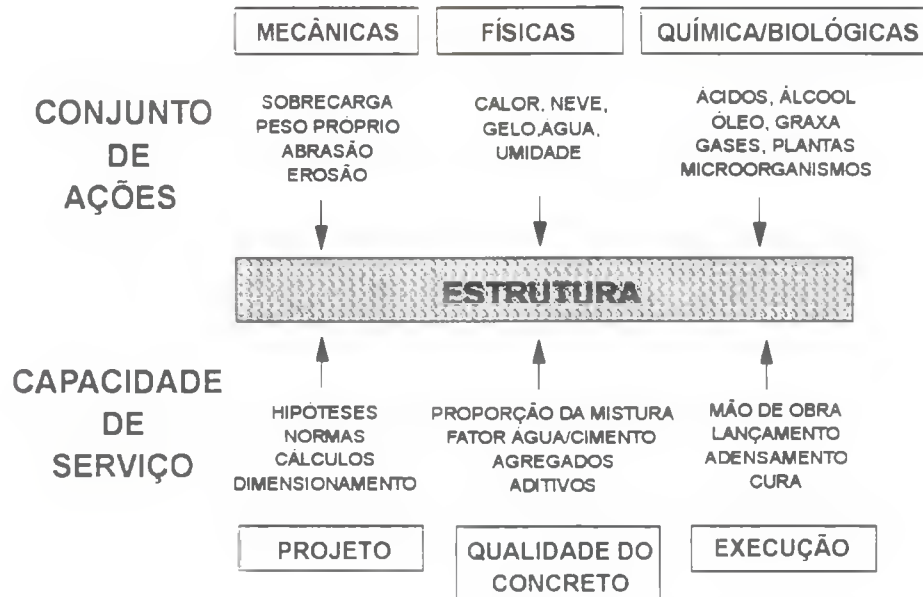 MECÂNICAS
FÍSICAS
QUÍMICA/BIOLÓGICAS
CONJUNTO
DE
AÇÕES
SOBRECARGA
PESO PRÓPRIO
ABRASÃO
EROSÃO
CALOR, NEVE,
GELO,ÁGUA,
UMIDADE
ÁCIDOS, ÁLCOOL
ÓLEO, GRAXA
GASES, PLANTAS
MICROORGANISMOS
ESTRUTURA
CAPACIDADE
DE
SERVIÇO
HIPÓTESES
NORMAS
CÁLCULOS
DIMENSIONAMENTO
PROPORÇÃO DA MISTURA
FATOR ÁGUA/CIMENTO
AGREGADOS
ADITIVOS
MÃO DE OBRA
LANÇAMENTO
ADENSAMENTO
CURA
PROJETO
QUALIDADE DO
CONCRETO
EXECUÇÃO